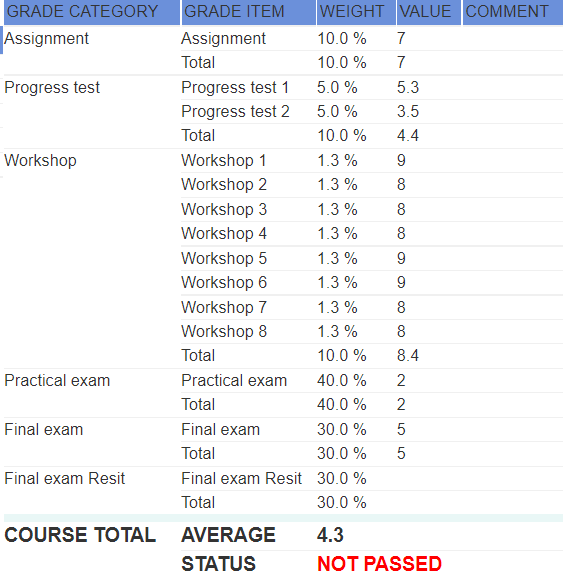 GRADE CATEGORY GRADE ITEM WEIGHT VALUE COMMENT
Assignment Assignment 10.0 % 7
Total 10.0 % 7
Progress test Progress test 1 5.0 % 5.3
Progress test 2 5.0 % 3.5
Total 10.0 % 4.4
Workshop Workshop 1 1.3 % 9
Workshop 2 1.3 % 8
Workshop 3 1.3 % 8
Workshop 4 1.3 % 8
Workshop 5 1.3 % 9
Workshop 6 1.3 % 9
Workshop 7 1.3 % 8
Workshop 8 1.3 % 8
Total 10.0 % 8.4
Practical exam Practical exam 40.0 % 2
Total 40.0 % 2
Final exam Final exam 30.0 % 5
Total 30.0 % 5
Final exam Resit Final exam Resit 30.0 %
Total 30.0 %
COURSE TOTAL AVERAGE 4.3
STATUS NOT PASSED